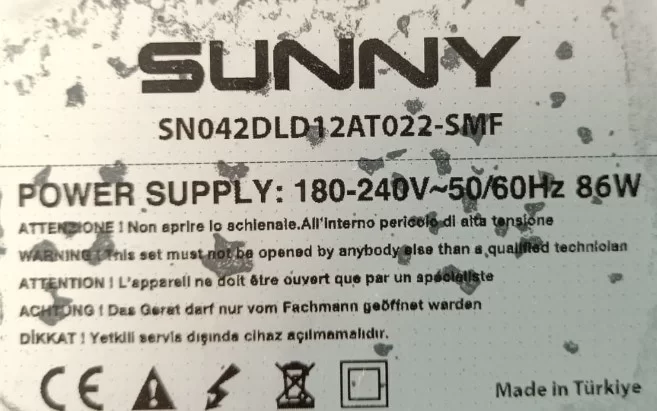 SUNNY
SN042DLD12AT022-SMF
POWER SUPPLY: 180-240V~50/60Hz 86W
ATTENZIONE ! Non aprire lo schienale.All'interno pericolo di alta tensione
WARNING ! This set must not be opened by anybody else than a qualified technician
ATTENTION ! L'appareil ne doit être ouvert que par un spécialiste
ACHTUNG ! Das Gerat darf nur vom Fachmann geöffnet warden
DİKKAT ! Yetkili servis dışında cihaz açılmamalıdır.
CE
Made in Türkiye